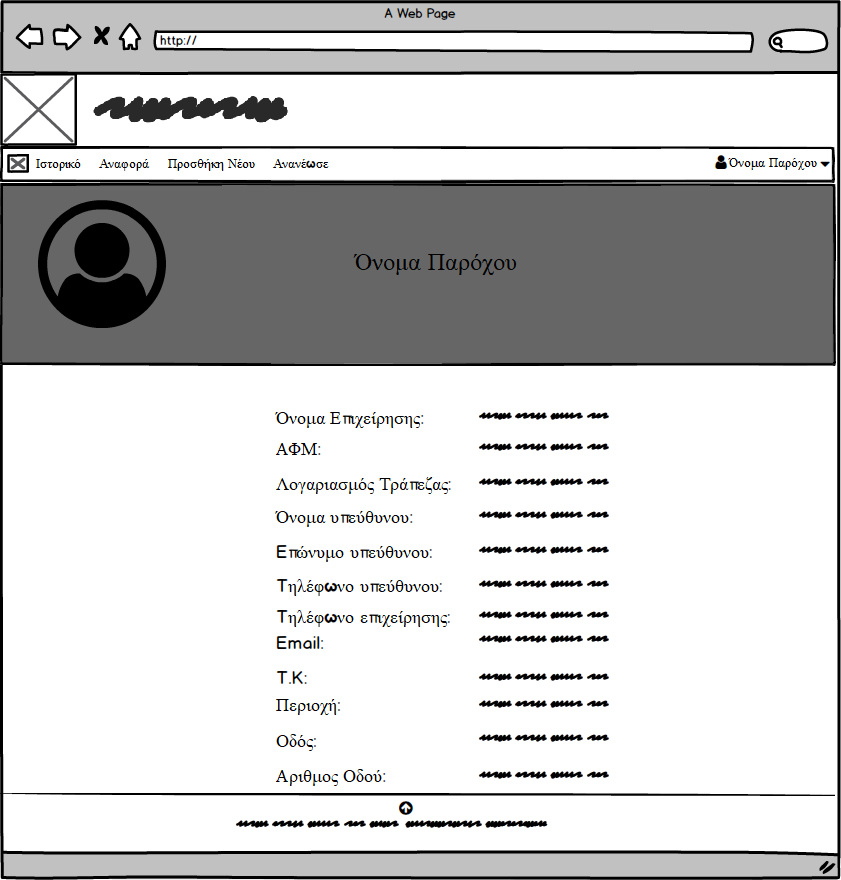 A Web Page
http://
Ιστορικό Αναφορά Προσθήκη Νέου Ανανέωσε Όνομα Παρόχου
Όνομα Παρόχου
Όνομα Επιχείρησης:
ΑΦΜ:
Λογαριασμός Τράπεζας:
Όνομα υπεύθυνου:
Επώνυμο υπεύθυνου:
Τηλέφωνο υπεύθυνου:
Τηλέφωνο επιχείρησης:
Email:
Τ.Κ:
Περιοχή:
Οδός:
Αριθμος Οδού: